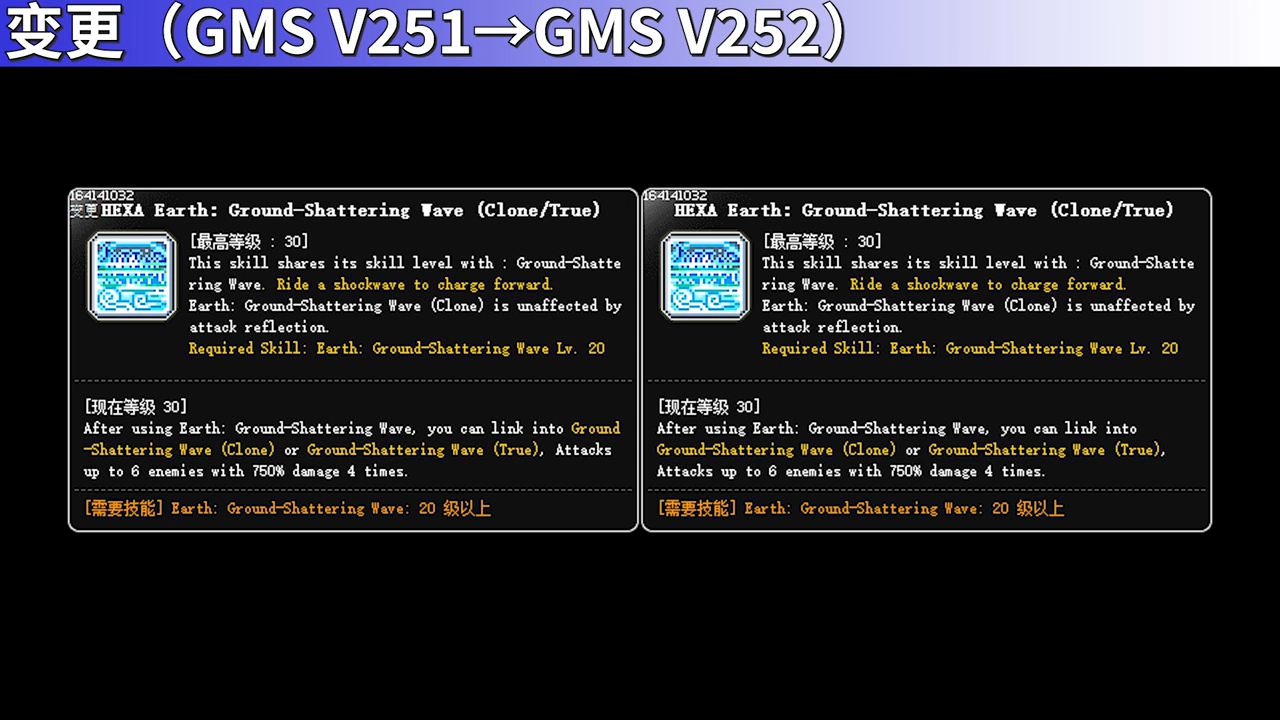 变更（GMS V251→GMS V252）
164141032
变更 HEXA Earth: Ground-Shattering Wave (Clone/True)
[最高等级 : 30]
This skill shares its skill level with : Ground-Shatte
ring Wave. Ride a shockwave to charge forward.
Earth: Ground-Shattering Wave (Clone) is unaffected by
attack reflection.
Required Skill: Earth: Ground-Shattering Wave Lv. 20
[现在等级 30]
After using Earth: Ground-Shattering Wave, you can link into Ground
-Shattering Wave (Clone) or Ground-Shattering Wave (True), Attacks
up to 6 enemies with 750% damage 4 times.
[需要技能] Earth: Ground-Shattering Wave: 20 级以上
164141032
HEXA Earth: Ground-Shattering Wave (Clone/True)
[最高等级 : 30]
This skill shares its skill level with : Ground-Shatte
ring Wave. Ride a shockwave to charge forward.
Earth: Ground-Shattering Wave (Clone) is unaffected by
attack reflection.
Required Skill: Earth: Ground-Shattering Wave Lv. 20
[现在等级 30]
After using Earth: Ground-Shattering Wave, you can link into
Ground-Shattering Wave (Clone) or Ground-Shattering Wave (True),
Attacks up to 6 enemies with 750% damage 4 times.
[需要技能] Earth: Ground-Shattering Wave: 20 级以上